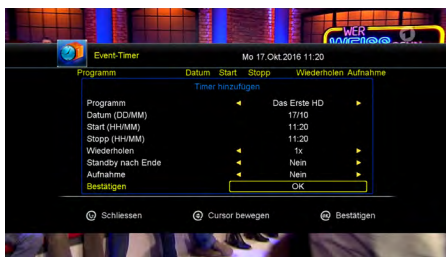 WER
WEISS
Event-Timer
Mo 17.Okt.2016 11:20
Programm Datum Start Stopp Wiederholen Aufnahme
Timer hinzufügen
Programm Das Erste HD
Datum (DD/MM) 17/10
Start (HH/MM) 11:20
Stopp (HH/MM) 11:20
Wiederholen 1x
Standby nach Ende Nein
Aufnahme Nein
Bestätigen OK
Schliessen Cursor bewegen Bestätigen